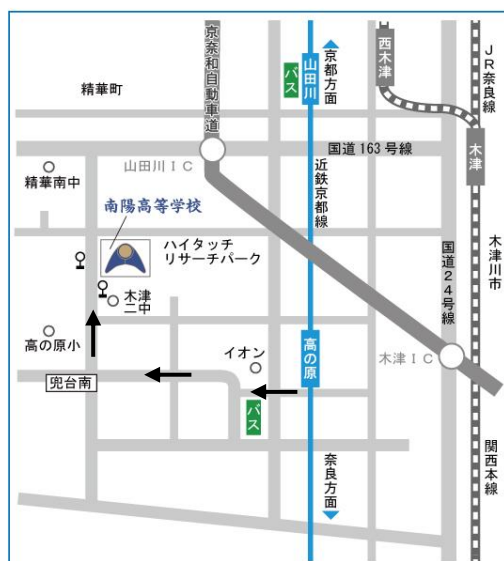 京奈和自動車道
精華町
山田川ＩＣ
バス
山田川
京都方面
西木津
ＪＲ奈良線
木津
国道163号線
近鉄京都線
精華南中
南陽高等学校
ハイタッチ
リサーチパーク
木津
二中
国道２４号線
木津川市
高の原小
イオン
高の原
木津ＩＣ
兜台南
バス
奈良方面
関西本線